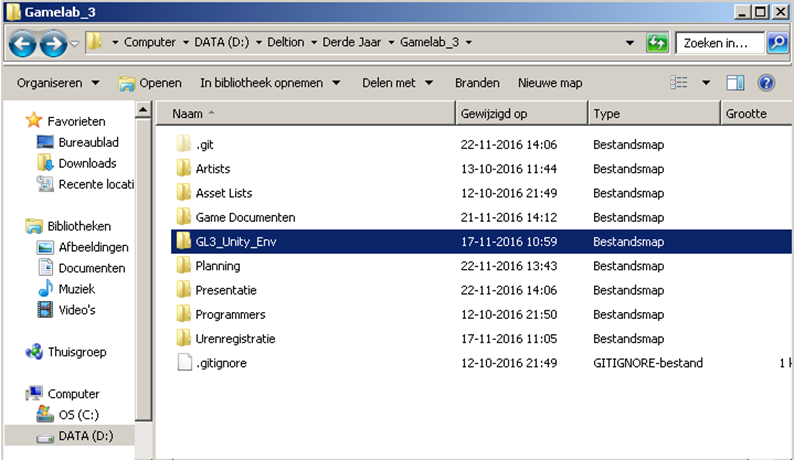 Gamelab_3
Computer DATA (D:) Deltion Derde Jaar Gamelab_3 Zoeken in...
Organiseren Openen In bibliotheek opnemen Delen met Branden Nieuwe map
Favorieten
Bureaublad
Downloads
Recente locati
Bibliotheken
Afbeeldingen
Documenten
Muziek
Video's
Thuisgroep
Computer
OS (C:)
DATA (D:)
Naam Gewijzigd op Type Grootte
.git 22-11-2016 14:06 Bestandsmap
Artists 13-10-2016 11:44 Bestandsmap
Asset Lists 12-10-2016 21:49 Bestandsmap
Game Documenten 21-11-2016 14:12 Bestandsmap
GL3_Unity_Env 17-11-2016 10:59 Bestandsmap
Planning 22-11-2016 13:43 Bestandsmap
Presentatie 22-11-2016 14:06 Bestandsmap
Programmers 12-10-2016 21:50 Bestandsmap
Urenregistratie 17-11-2016 11:05 Bestandsmap
.gitignore 12-10-2016 21:49 GITIGNORE-bestand 1 k